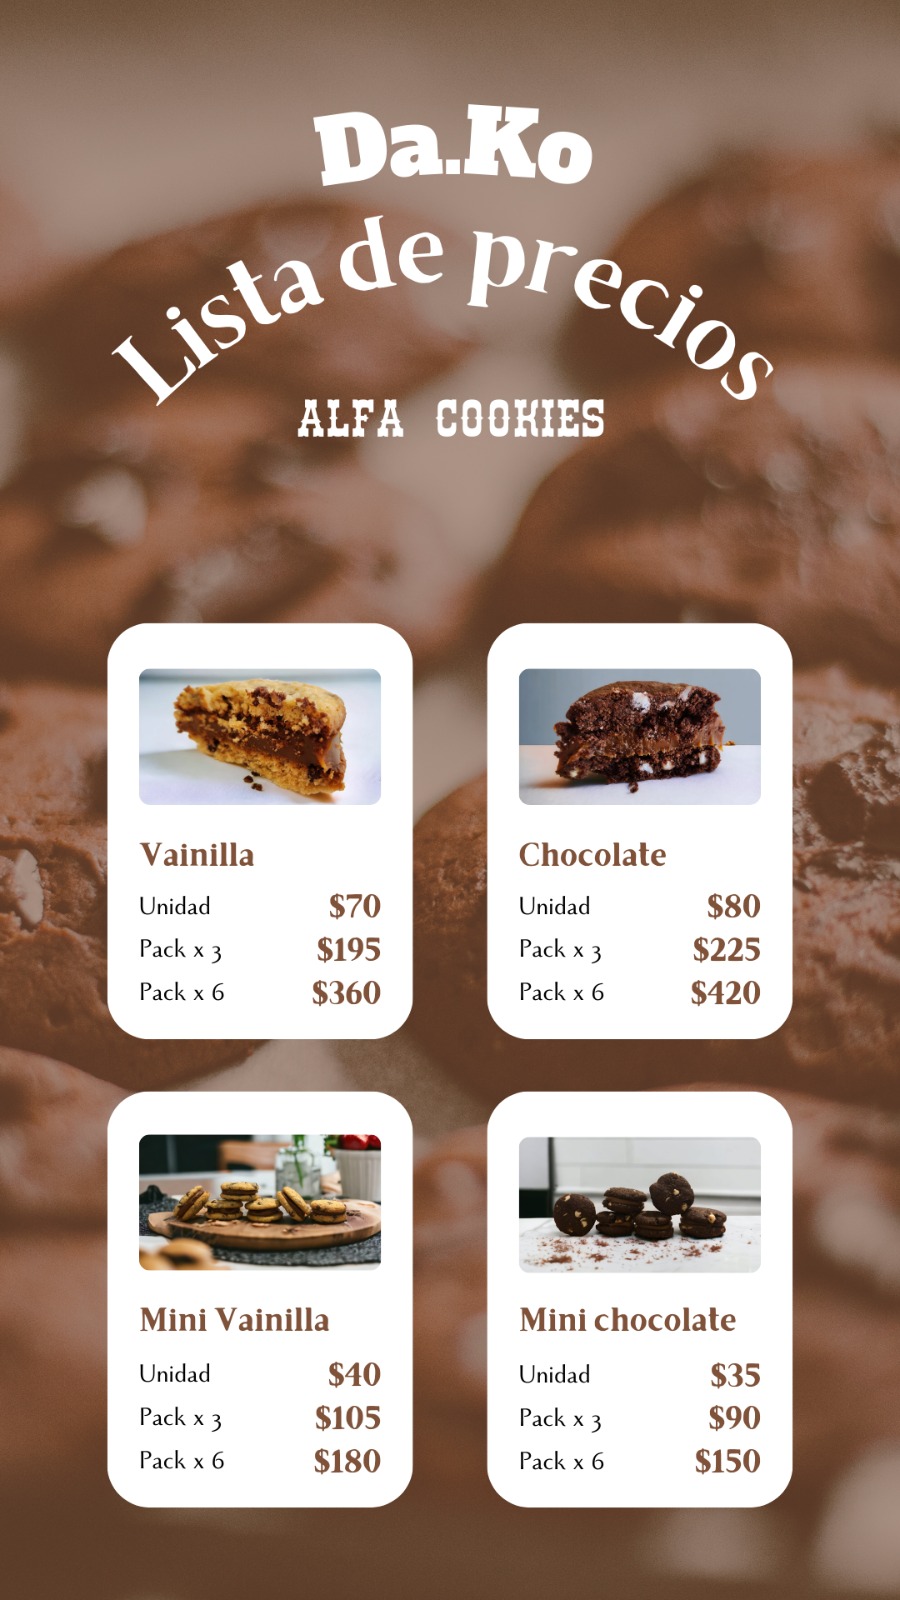 Da.Ko
Lista de precios
ALFA COOKIES
Vainilla
Unidad $70
Pack x 3 $195
Pack x 6 $360
Chocolate
Unidad $80
Pack x 3 $225
Pack x 6 $420
Mini Vainilla
Unidad $40
Pack x 3 $105
Pack x 6 $180
Mini chocolate
Unidad $35
Pack x 3 $90
Pack x 6 $150